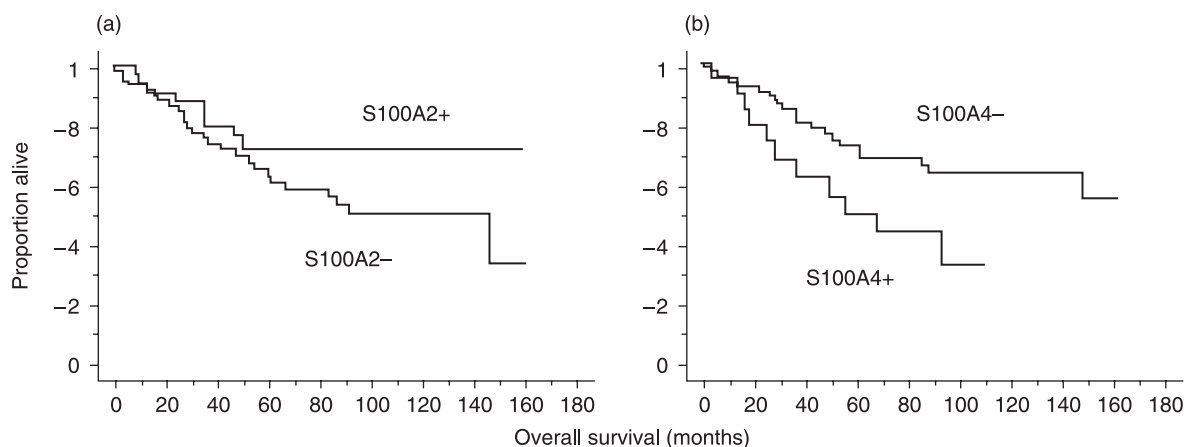 (a)
(b)
Proportion alive
1
–8
–6
–4
–2
0
S100A2+
S100A2–
0 20 40 60 80 100 120 140 160 180
1
–8
–6
–4
–2
0
S100A4–
S100A4+
0 20 40 60 80 100 120 140 160 180
Overall survival (months)